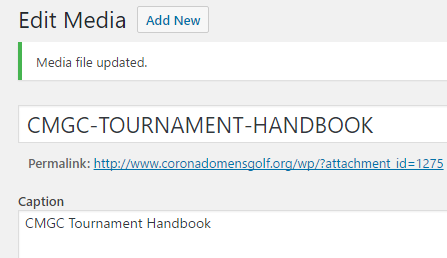 Edit Media Add New
Media file updated.
CMGC-TOURNAMENT-HANDBOOK
Permalink: http://www.coronadomensgolf.org/wp/?attachment_id=1275
Caption
CMGC Tournament Handbook